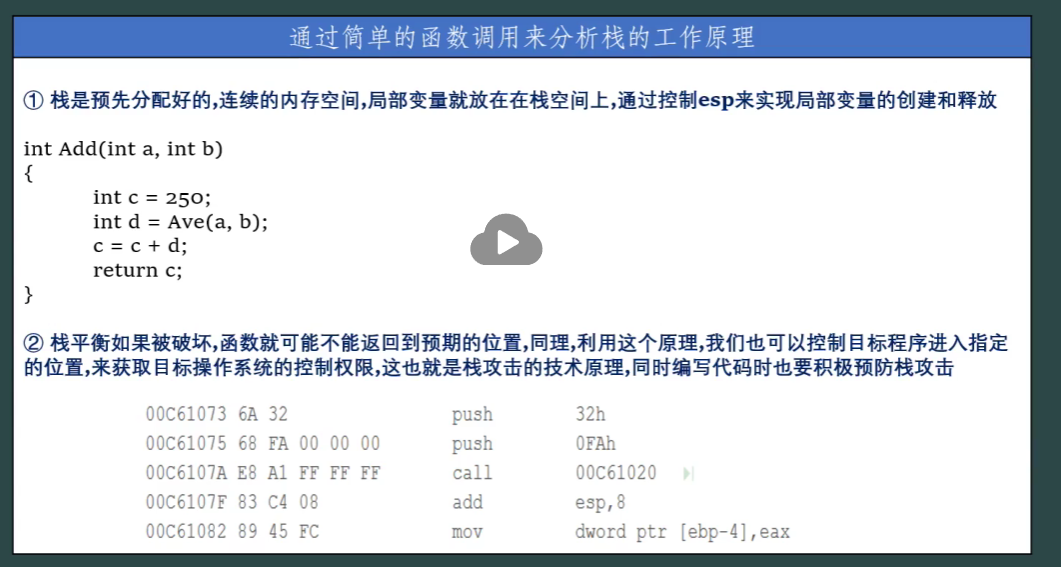 通过简单的函数调用来分析栈的工作原理
① 栈是预先分配好的,连续的内存空间,局部变量就放在在栈空间上,通过控制esp来实现局部变量的创建和释放
int Add(int a, int b)
{
int c = 250;
int d = Ave(a, b);
c = c + d;
return c;
}
② 栈平衡如果被破坏,函数就可能不能返回到预期的位置,同理,利用这个原理,我们也可以控制目标程序进入指定
的位置,来获取目标操作系统的控制权限,这也就是栈攻击的技术原理,同时编写代码时也要积极预防栈攻击
00C61073 6A 32 push 32h
00C61075 68 FA 00 00 00 push 0FAh
00C6107A E8 A1 FF FF FF call 00C61020
00C6107F 83 C4 08 add esp,8
00C61082 89 45 FC mov dword ptr [ebp-4],eax